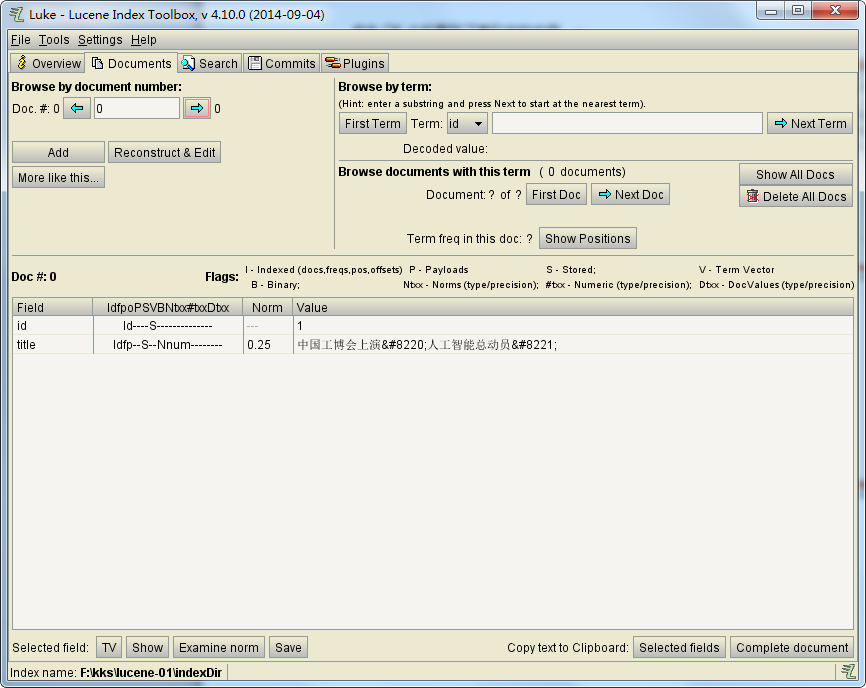 Luke - Lucene Index Toolbox, v 4.10.0 (2014-09-04)
File Tools Settings Help
Overview Documents Search Commits Plugins
Browse by document number:
Doc. #: 0 0 0
Add Reconstruct & Edit
More like this...
Browse by term:
(Hint: enter a substring and press Next to start at the nearest term).
First Term Term: id Next Term
Decoded value:
Browse documents with this term ( 0 documents)
Show All Docs
Document: ? of ? First Doc Next Doc
Delete All Docs
Term freq in this doc: ? Show Positions
Doc #: 0 Flags: I - Indexed (docs,freqs,pos,offsets) P - Payloads S - Stored; V - Term Vector
B - Binary; Ntxx - Norms (type/precision); #txx - Numeric (type/precision); Dtxx - DocValues (type/precision)
Field IdfpoPSVBNtxx#txxDtxx Norm Value
id Id----S-------------- --- 1
title Idfp--S--Nnum-------- 0.25 中国工博会上演&#8220;人工智能总动员&#8221;
Selected field: TV Show Examine norm Save Copy text to Clipboard: Selected fields Complete document
Index name: F:\kks\lucene-01\indexDir